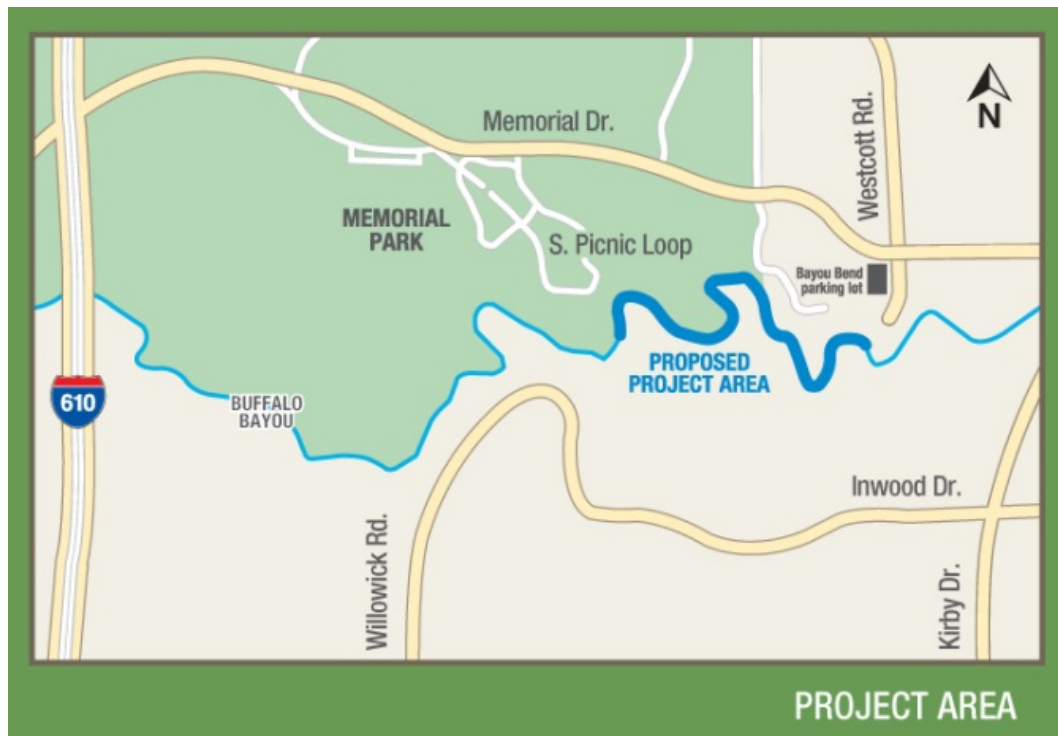 Memorial Dr.
Westcott Rd.
N
MEMORIAL
PARK
S. Picnic Loop
Bayou Bend
parking lot
PROPOSED
PROJECT AREA
610
BUFFALO
BAYOU
Inwood Dr.
Willowick Rd.
Kirby Dr.
PROJECT AREA